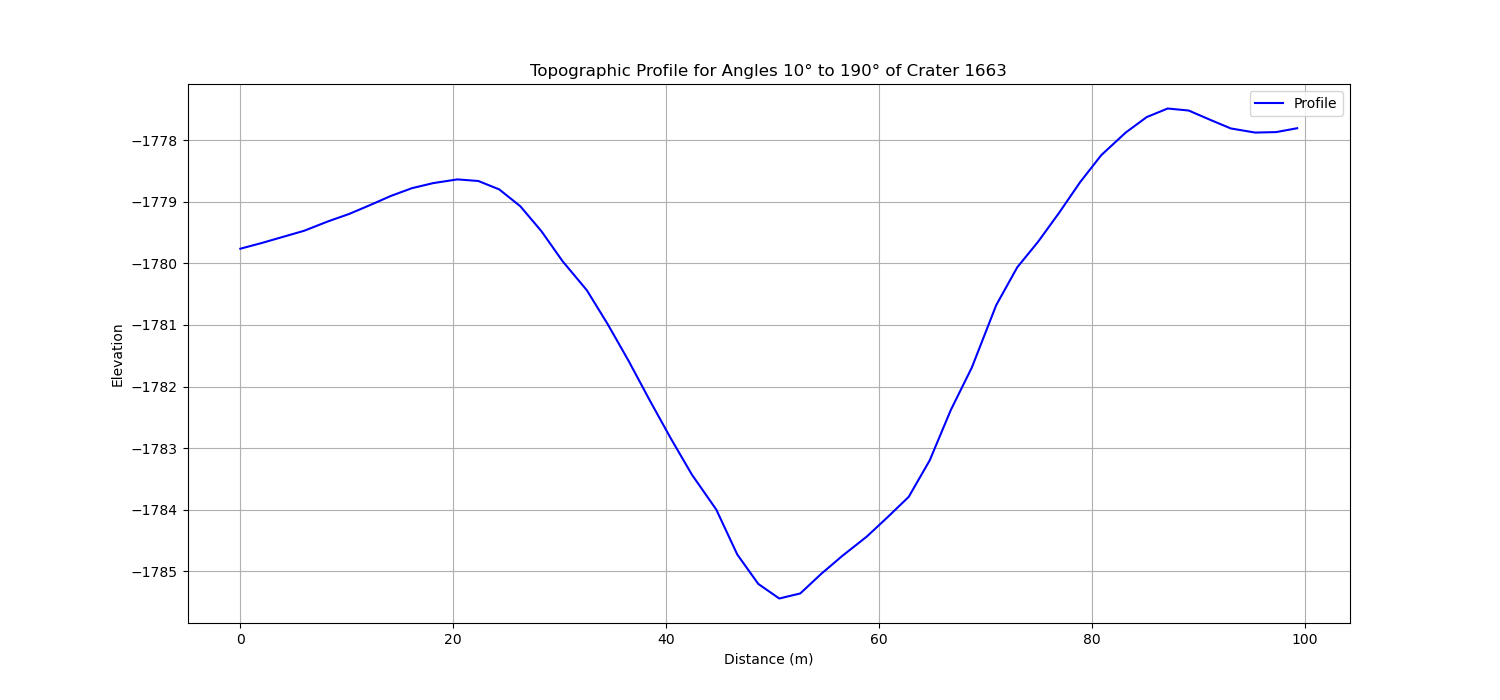 Topographic Profile for Angles 10° to 190° of Crater 1663
Profile
−1778
−1779
−1780
−1781
−1782
−1783
−1784
−1785
Elevation
0 20 40 60 80 100
Distance (m)